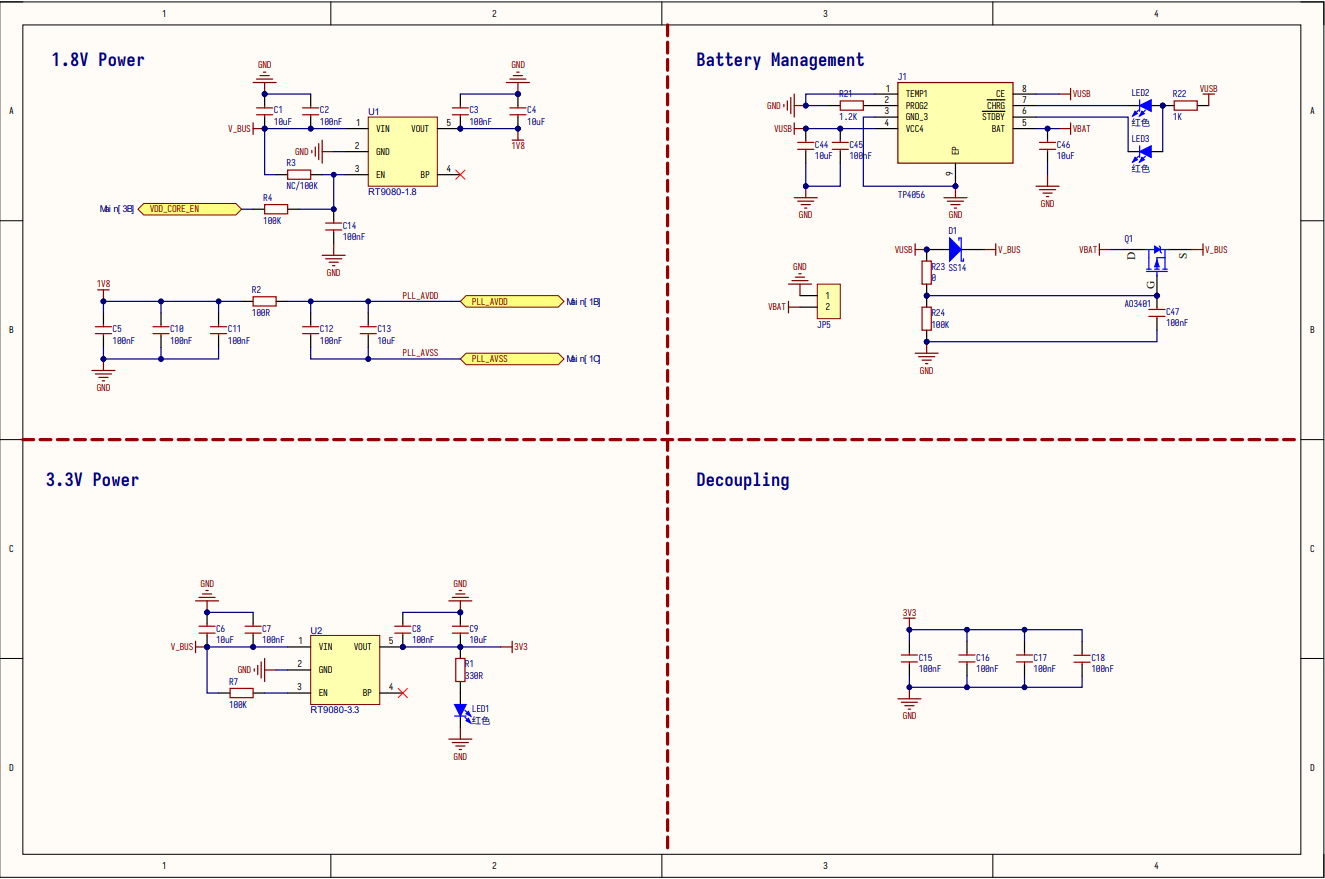 1 2 3 4
1.8V Power
GND
GND
C1
10uF
C2
100nF
U1
C3
100nF
C4
10uF
V_BUS
1 VIN VOUT 5
1V8
GND
2 GND
R3
NC/100K
3 EN BP 4
RT9080-1.8
Main[3B] VDD_CORE_EN
R4
100K
C14
100nF
GND
1V8
R2
100R
PLL_AVDD
PLL_AVDD Main[1B]
C5
100nF
C10
100nF
C11
100nF
C12
100nF
C13
10uF
PLL_AVSS
PLL_AVSS Main[1C]
GND
Battery Management
J1
1 TEMP1 CE 8
2 PROG2 CHRG 7
3 GND_3 STDBY 6
4 VCC4 BAT 5
EP
9
TP4056
GND
R21
1.2K
VUSB
C44
10uF
C45
100nF
GND
GND
VUSB
VBAT
C46
10uF
GND
LED2
红色
LED3
红色
R22
1K
VUSB
VUSB
D1
SS14
V_BUS
R23
0
R24
100K
GND
VBAT
Q1
D S
G
V_BUS
AO3401
C47
100nF
GND
1
2
VBAT
JP5
3.3V Power
GND
GND
C6
10uF
C7
100nF
U2
C8
100nF
C9
10uF
V_BUS
1 VIN VOUT 5
3V3
GND
2 GND
R7
100K
3 EN BP 4
RT9080-3.3
R1
330R
LED1
红色
GND
Decoupling
3V3
C15
100nF
C16
100nF
C17
100nF
C18
100nF
GND
A A
B B
C C
D D
1 2 3 4